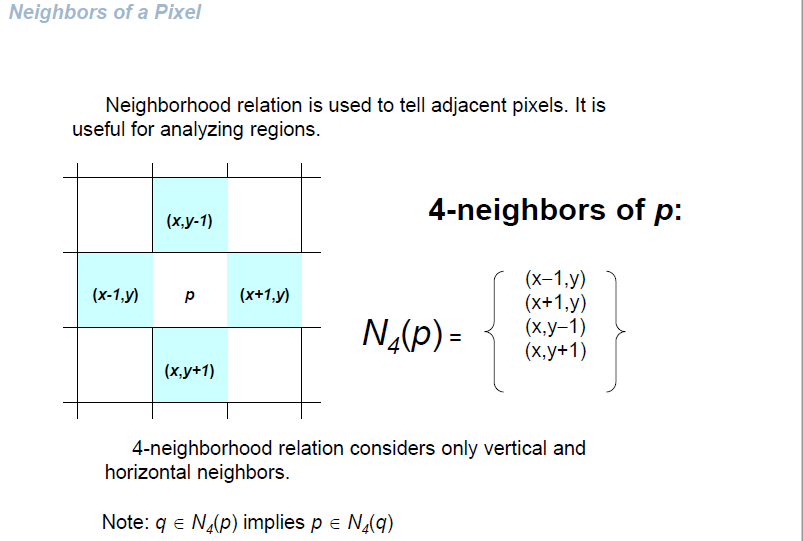 Neighbors of a Pixel
Neighborhood relation is used to tell adjacent pixels. It is
useful for analyzing regions.
(x,y-1)
(x-1,y) p (x+1,y)
(x,y+1)
4-neighbors of p:
N₄(p) =
(x−1,y)
(x+1,y)
(x,y−1)
(x,y+1)
4-neighborhood relation considers only vertical and
horizontal neighbors.
Note: q ∈ N₄(p) implies p ∈ N₄(q)